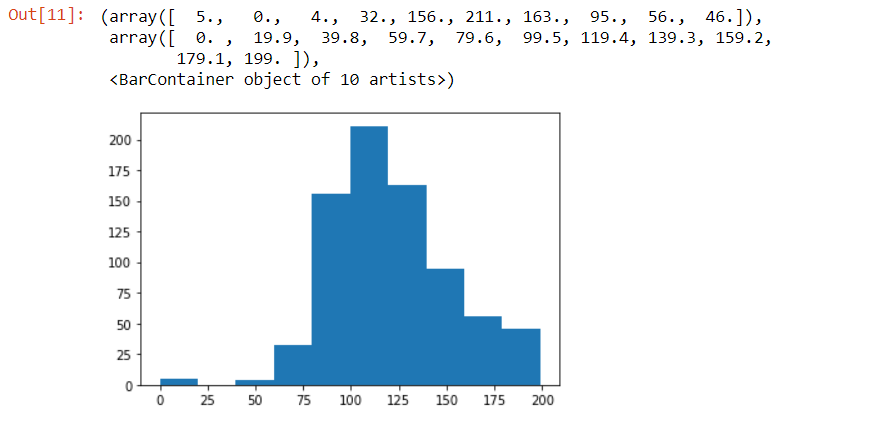 Out[11]: (array([ 5., 0., 4., 32., 156., 211., 163., 95., 56., 46.]),
array([ 0. , 19.9, 39.8, 59.7, 79.6, 99.5, 119.4, 139.3, 159.2,
179.1, 199. ]),
<BarContainer object of 10 artists>)
200
175
150
125
100
75
50
25
0
0 25 50 75 100 125 150 175 200